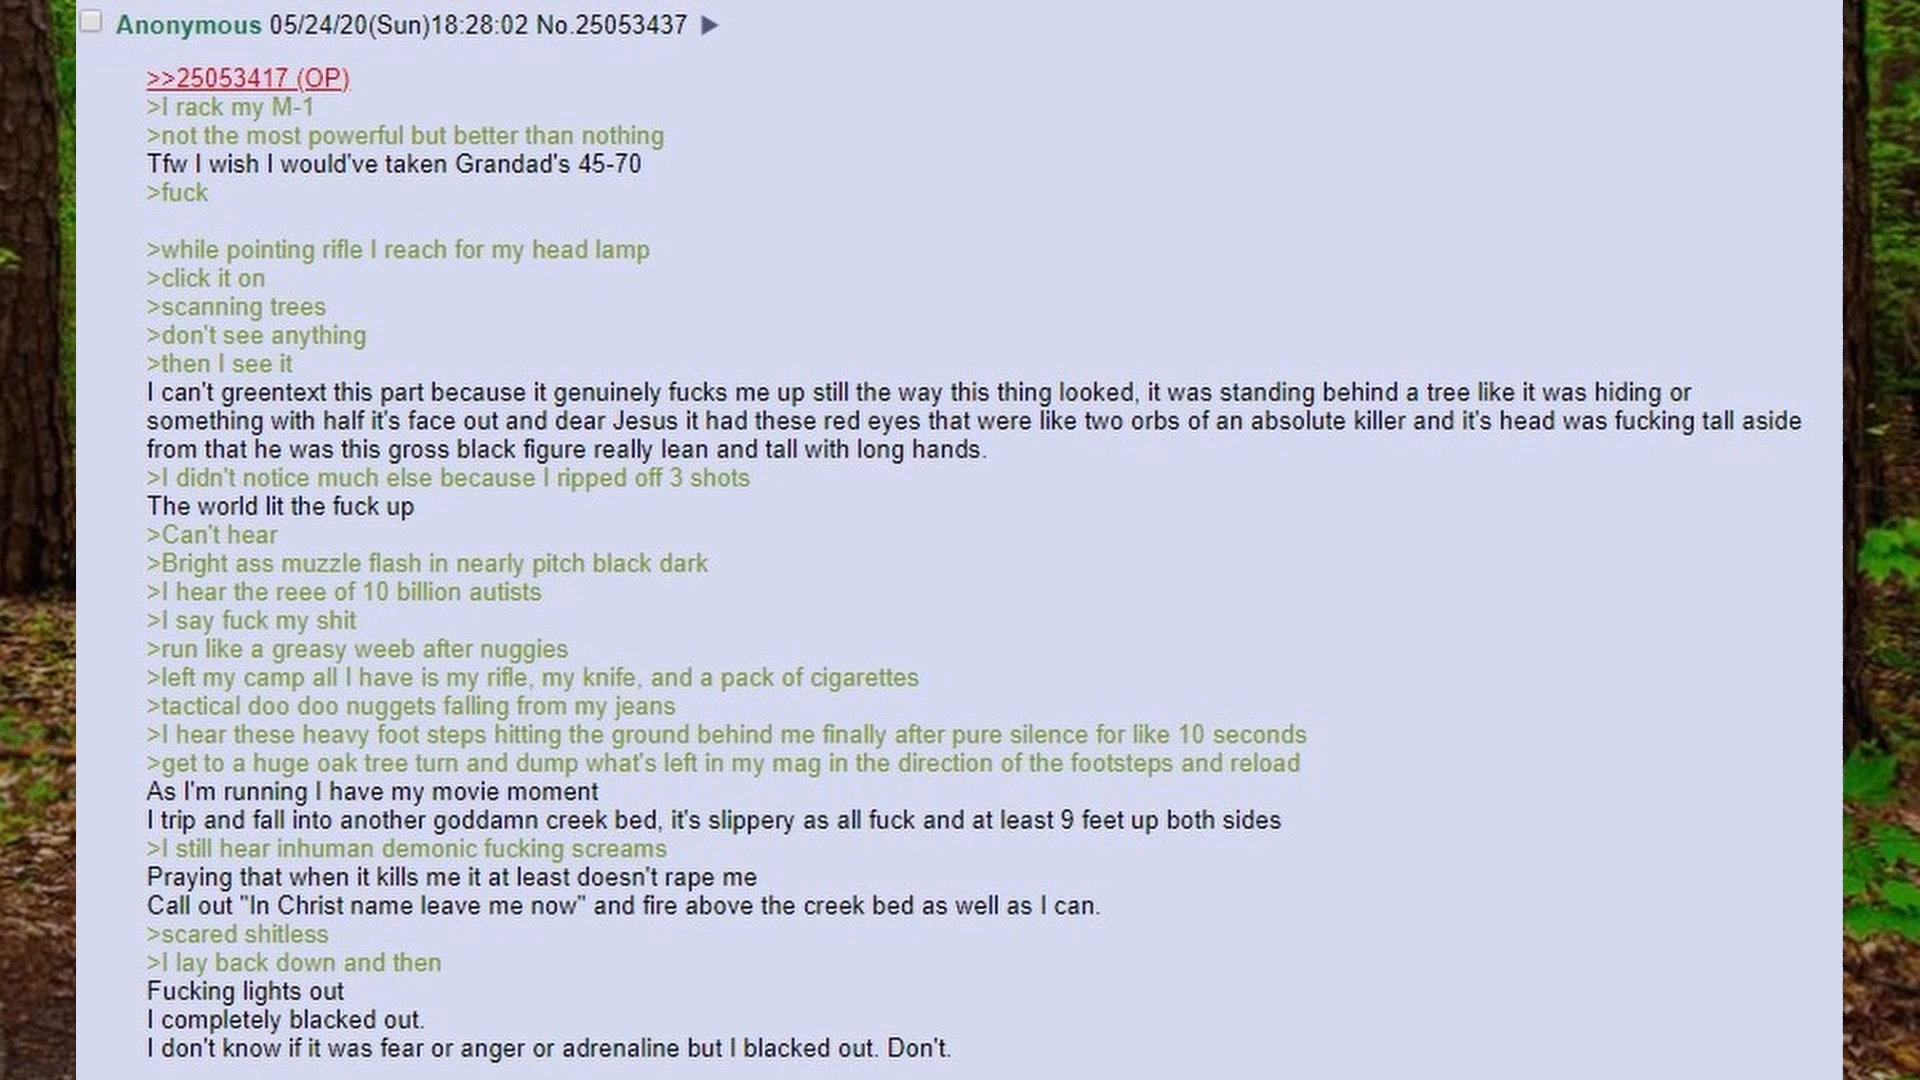 Anonymous 05/24/20(Sun)18:28:02 No.25053437 ▶
>>25053417 (OP)
>I rack my M-1
>not the most powerful but better than nothing
Tfw I wish I would've taken Grandad's 45-70
>fuck
>while pointing rifle I reach for my head lamp
>click it on
>scanning trees
>don't see anything
>then I see it
I can't greentext this part because it genuinely fucks me up still the way this thing looked, it was standing behind a tree like it was hiding or
something with half it's face out and dear Jesus it had these red eyes that were like two orbs of an absolute killer and it's head was fucking tall aside
from that he was this gross black figure really lean and tall with long hands.
>I didn't notice much else because I ripped off 3 shots
The world lit the fuck up
>Can't hear
>Bright ass muzzle flash in nearly pitch black dark
>I hear the reee of 10 billion autists
>I say fuck my shit
>run like a greasy weeb after nuggies
>left my camp all I have is my rifle, my knife, and a pack of cigarettes
>tactical doo doo nuggets falling from my jeans
>I hear these heavy foot steps hitting the ground behind me finally after pure silence for like 10 seconds
>get to a huge oak tree turn and dump what's left in my mag in the direction of the footsteps and reload
As I'm running I have my movie moment
I trip and fall into another goddamn creek bed, it's slippery as all fuck and at least 9 feet up both sides
>I still hear inhuman demonic fucking screams
Praying that when it kills me it at least doesn't rape me
Call out "In Christ name leave me now" and fire above the creek bed as well as I can.
>scared shitless
>I lay back down and then
Fucking lights out
I completely blacked out.
I don't know if it was fear or anger or adrenaline but I blacked out. Don't.